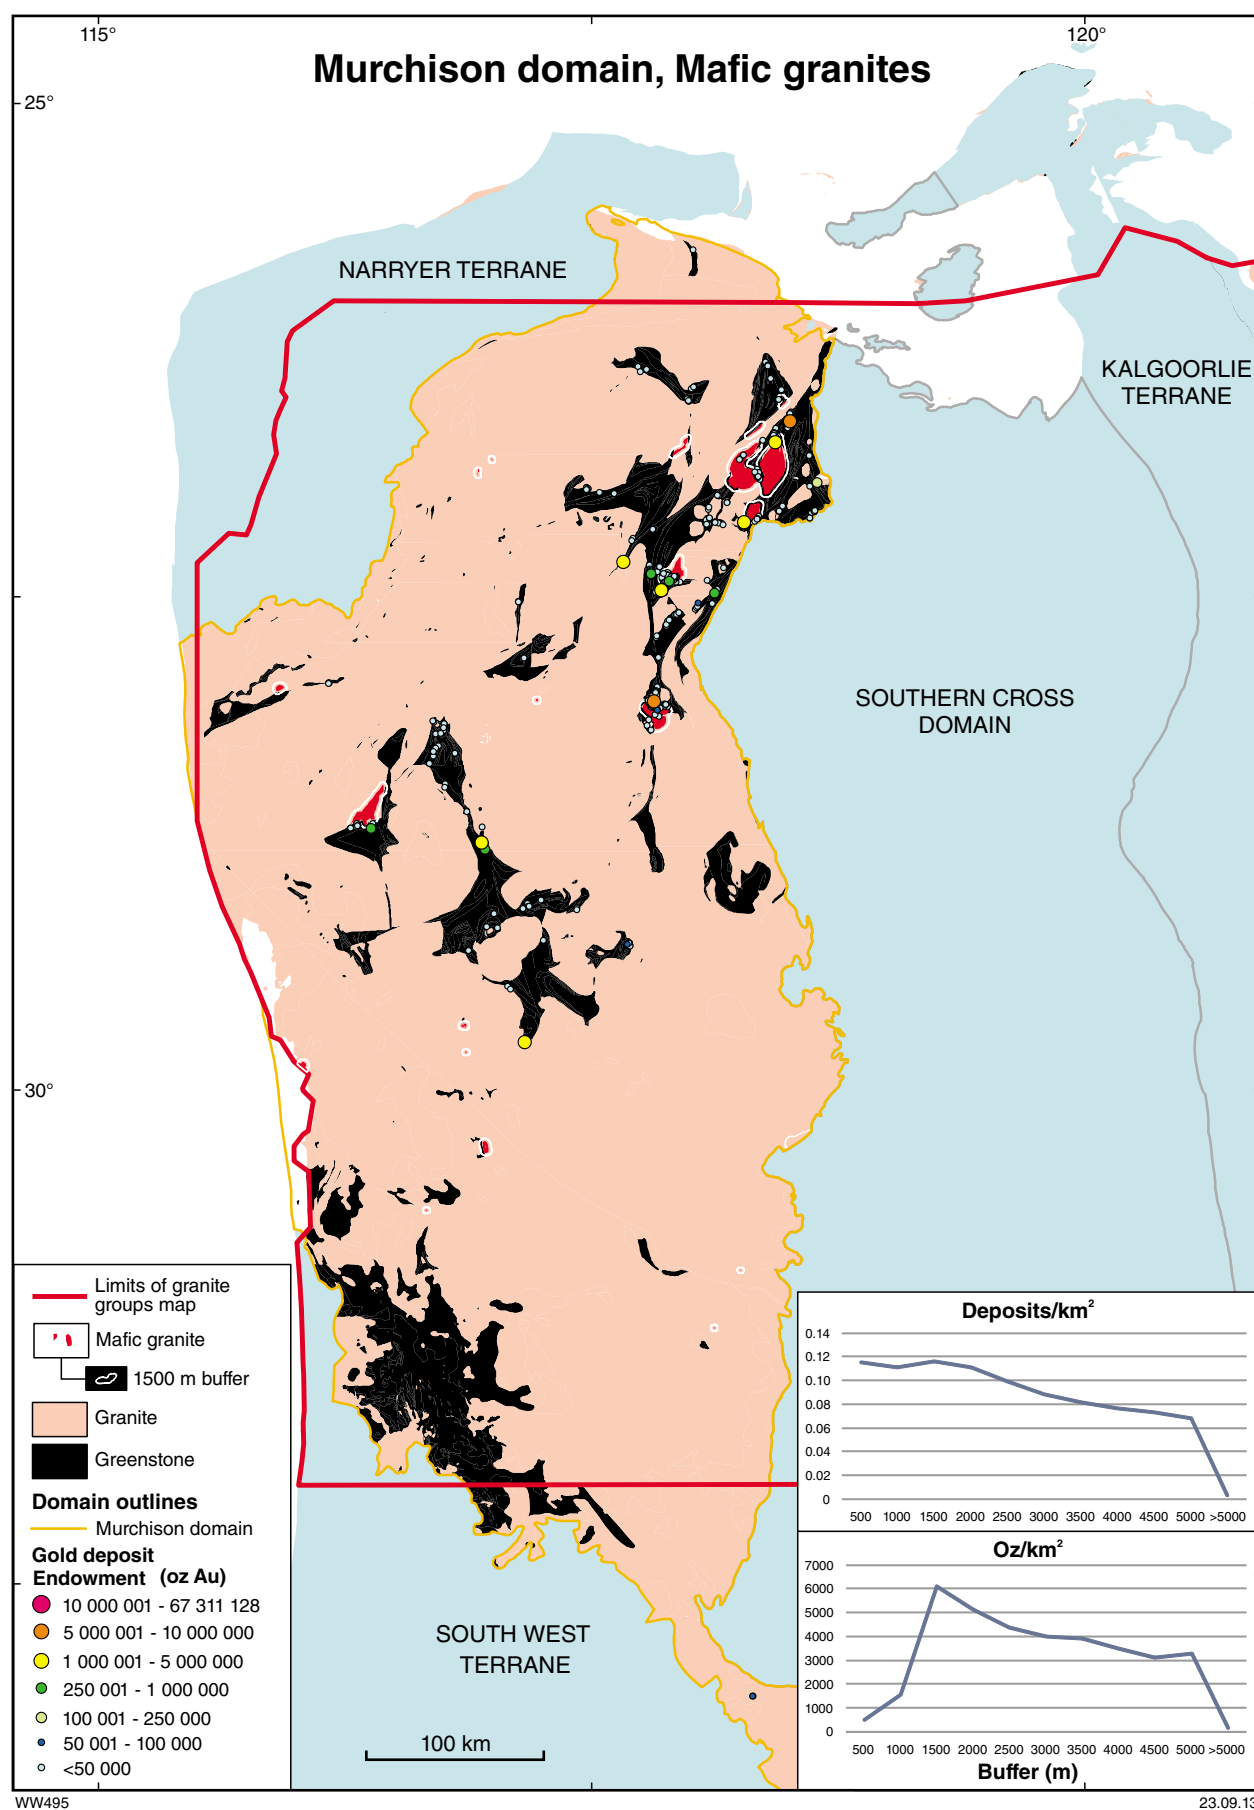 115°
120°
Murchison domain, Mafic granites
25°
NARRYER TERRANE
KALGOORLIE
TERRANE
SOUTHERN CROSS
DOMAIN
30°
Limits of granite
groups map
Mafic granite
1500 m buffer
Granite
Greenstone
Domain outlines
Murchison domain
Gold deposit
Endowment (oz Au)
10 000 001 - 67 311 128
5 000 001 - 10 000 000
1 000 001 - 5 000 000
250 001 - 1 000 000
100 001 - 250 000
50 001 - 100 000
<50 000
SOUTH WEST
TERRANE
100 km
Deposits/km²
0.14
0.12
0.10
0.08
0.06
0.04
0.02
0
500 1000 1500 2000 2500 3000 3500 4000 4500 5000 >5000
Oz/km²
7000
6000
5000
4000
3000
2000
1000
0
500 1000 1500 2000 2500 3000 3500 4000 4500 5000 >5000
Buffer (m)
WW495
23.09.13